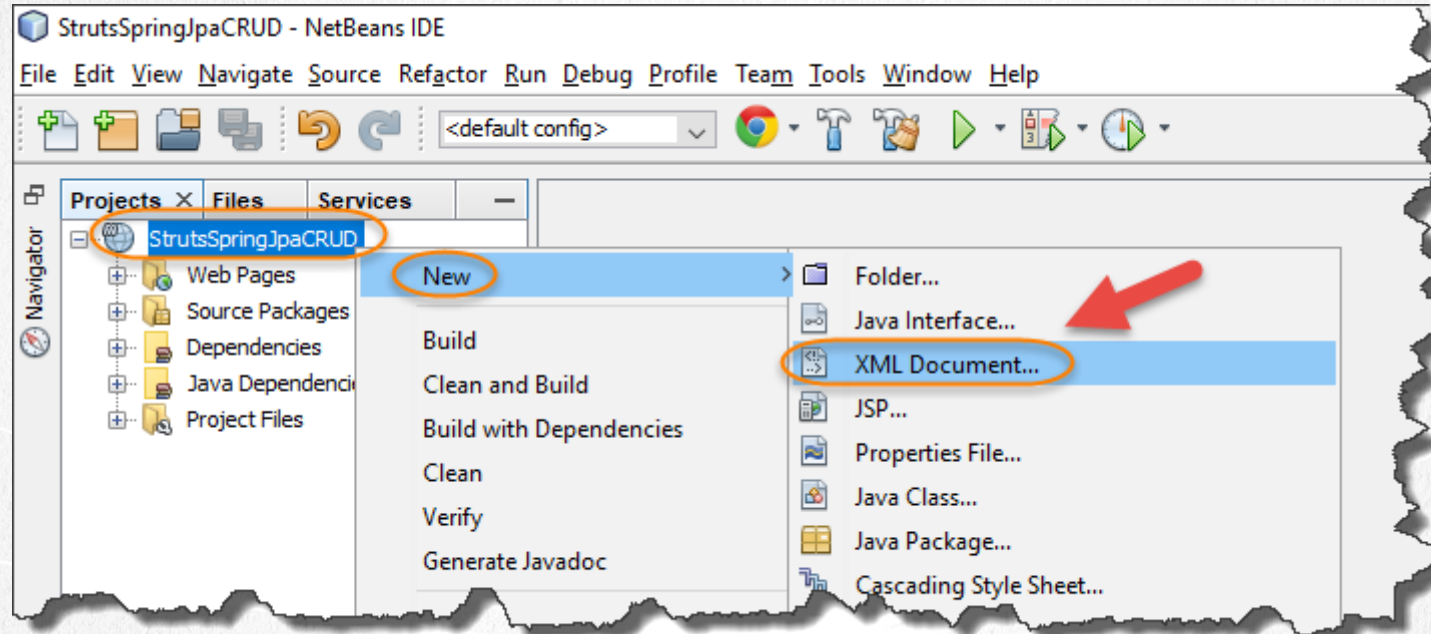 StrutsSpringJpaCRUD - NetBeans IDE
File Edit View Navigate Source Refactor Run Debug Profile Team Tools Window Help
<default config>
Projects Files Services
Navigator
StrutsSpringJpaCRUD
Web Pages
Source Packages
Dependencies
Java Dependenci
Project Files
New
Build
Clean and Build
Build with Dependencies
Clean
Verify
Generate Javadoc
Folder...
Java Interface...
XML Document...
JSP...
Properties File...
Java Class...
Java Package...
Cascading Style Sheet...